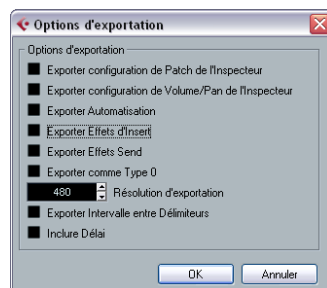 Options d'exportation
Options d'exportation
Exporter configuration de Patch de l'Inspecteur
Exporter configuration de Volume/Pan de l'Inspecteur
Exporter Automatisation
Exporter Effets d'Insert
Exporter Effets Send
Exporter comme Type 0
480 Résolution d'exportation
Exporter Intervalle entre Délimiteurs
Inclure Délai
OK Annuler